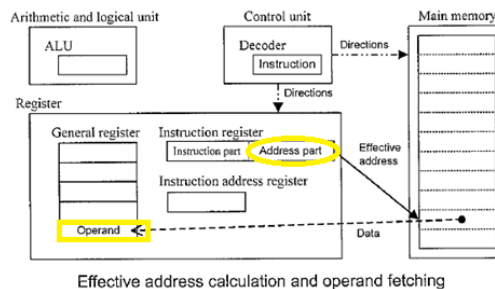 Arithmetic and logical unit
Control unit
Main memory
ALU
Decoder
Instruction
Directions
Directions
Register
General register
Instruction register
Instruction part
Address part
Effective
address
Instruction address register
Operand
Data
Effective address calculation and operand fetching